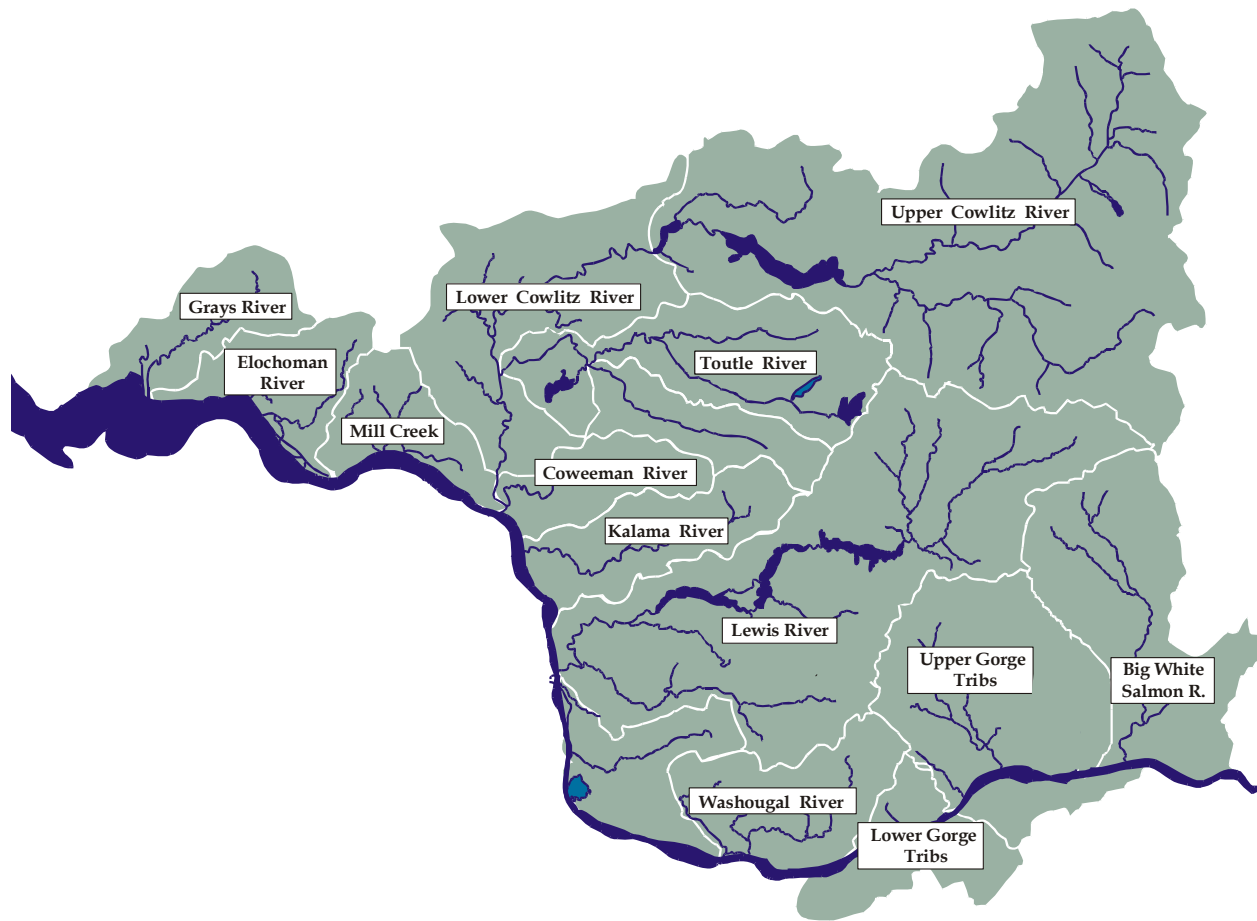 Upper Cowlitz River
Grays River
Lower Cowlitz River
Elochoman
River
Toutle River
Mill Creek
Coweeman River
Kalama River
Lewis River
Upper Gorge
Tribs
Big White
Salmon R.
Washougal River
Lower Gorge
Tribs